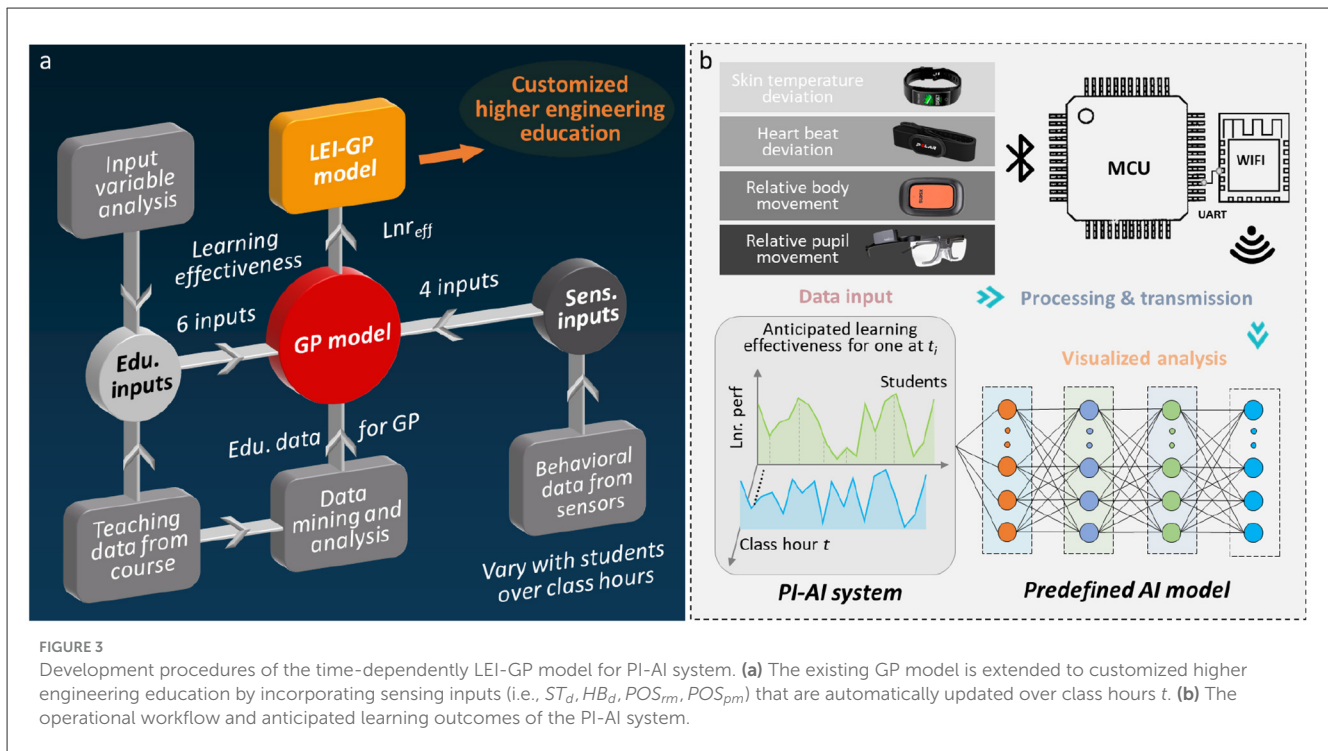 a
Customized
higher engineering
education
LEI-GP
model
Input
variable
analysis
Learning
effectiveness
Lnr_eff
6 inputs
4 inputs
Sens.
inputs
GP model
Edu.
inputs
Edu. data
for GP
Teaching
data from
course
Data
mining and
analysis
Behavioral
data from
sensors
Vary with students
over class hours
b
Skin temperature
deviation
Heart beat
deviation
POLAR
Relative body
movement
Relative pupil
movement
MCU
WIFI
UART
Data input
Processing & transmission
Visualized analysis
Anticipated learning
effectiveness for one at t_i
Students
Lnr. perf
Class hour t
PI-AI system
Predefined AI model
FIGURE 3
Development procedures of the time-dependently LEI-GP model for PI-AI system. (a) The existing GP model is extended to customized higher
engineering education by incorporating sensing inputs (i.e., ST_d, HB_d, POS_rm, POS_pm) that are automatically updated over class hours t. (b) The
operational workflow and anticipated learning outcomes of the PI-AI system.